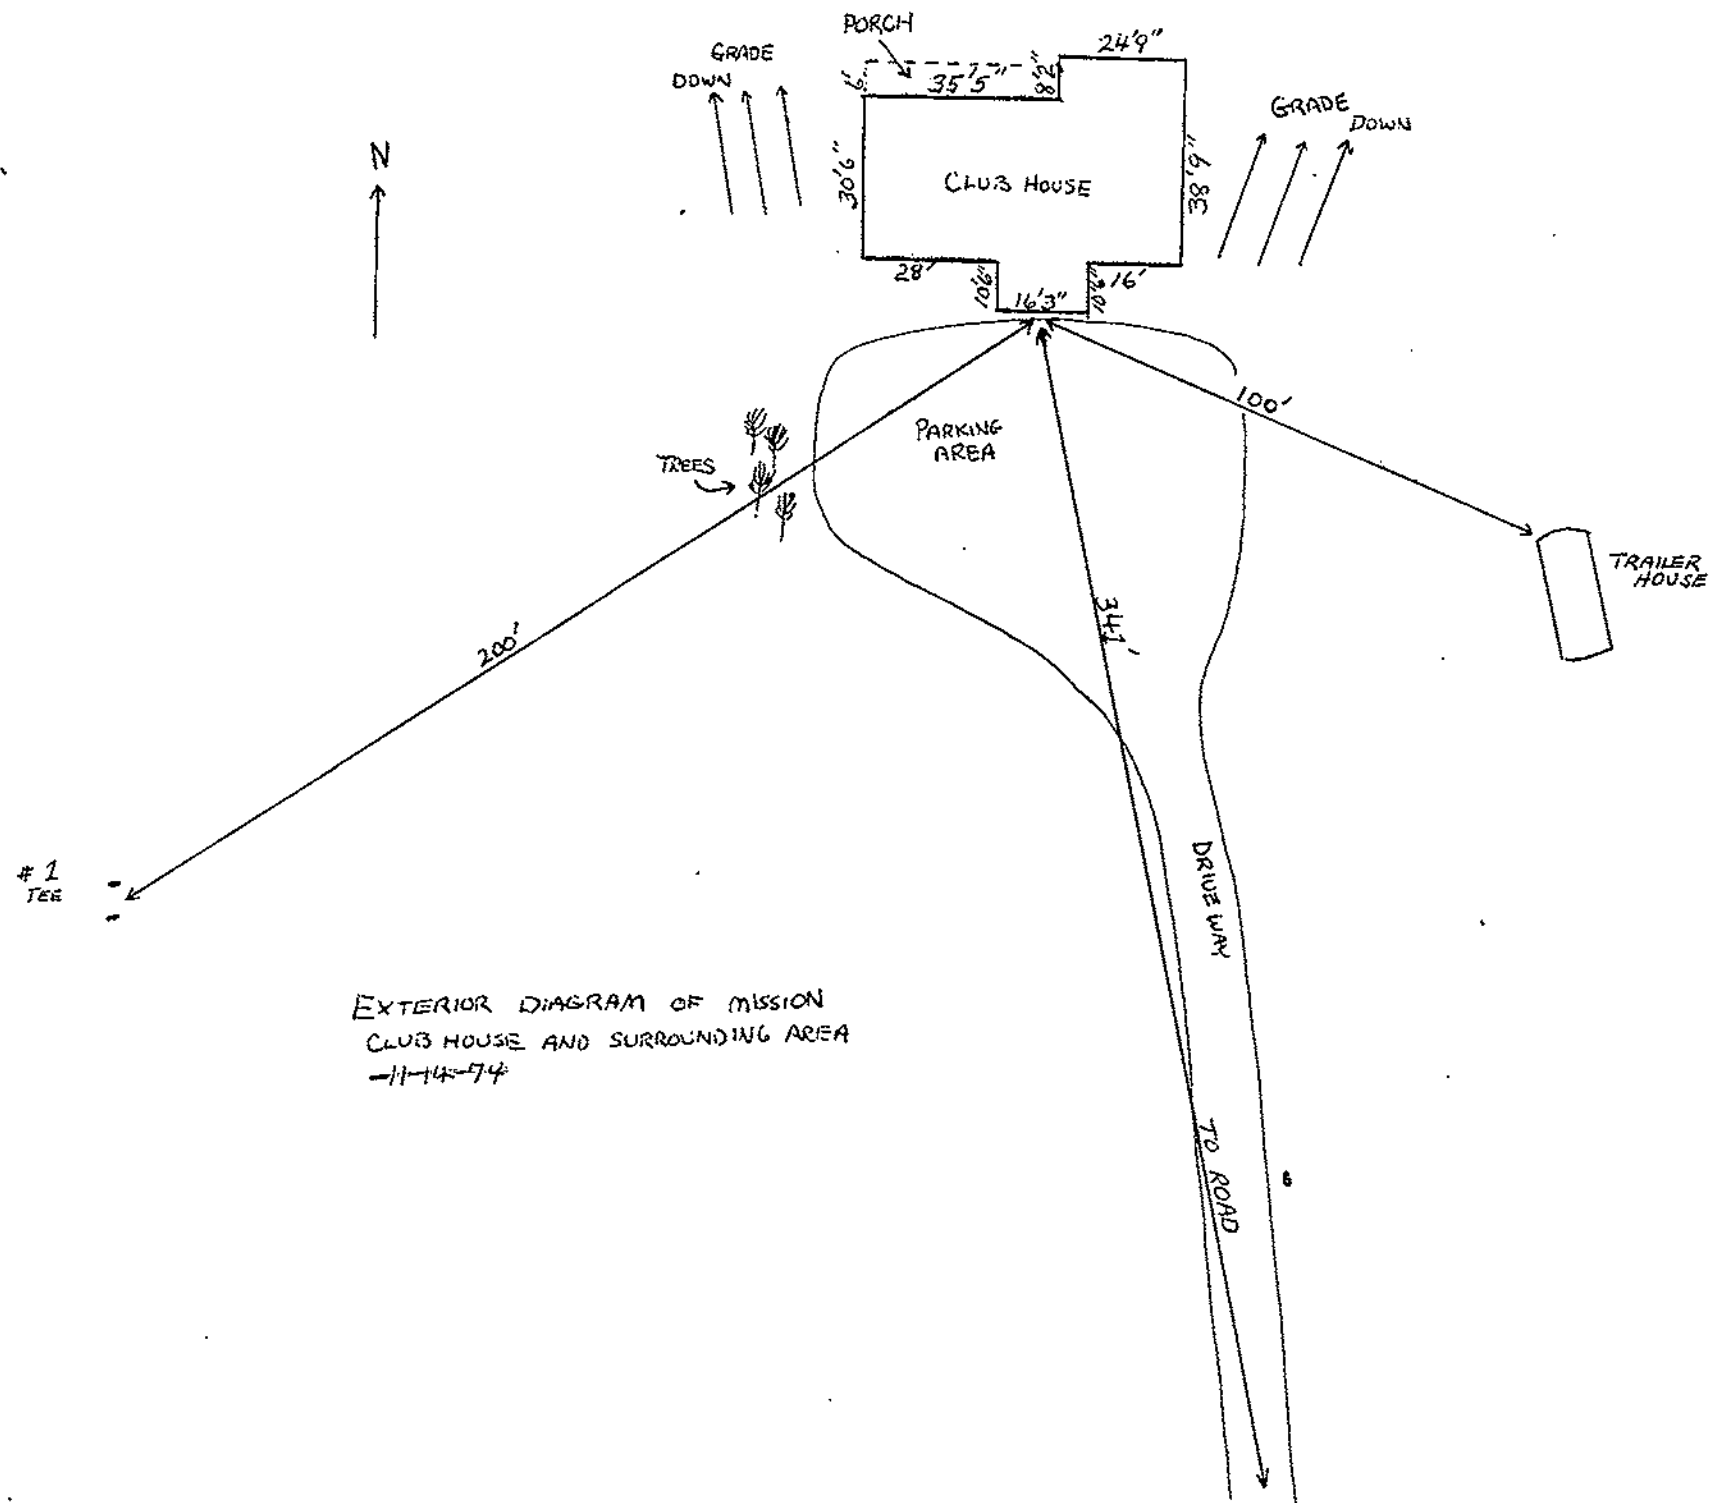 PORCH
GRADE
DOWN
24'9"
6'
35'5"
8'2"
GRADE
DOWN
N
30'6"
CLUB HOUSE
38'9"
28'
10'6"
16'3"
10'6"
16'
100'
PARKING
AREA
TREES
TRAILER
HOUSE
341'
200'
# 1
TEE
DRIVEWAY
EXTERIOR DIAGRAM OF MISSION
CLUB HOUSE AND SURROUNDING AREA
-11-14-74
TO ROAD